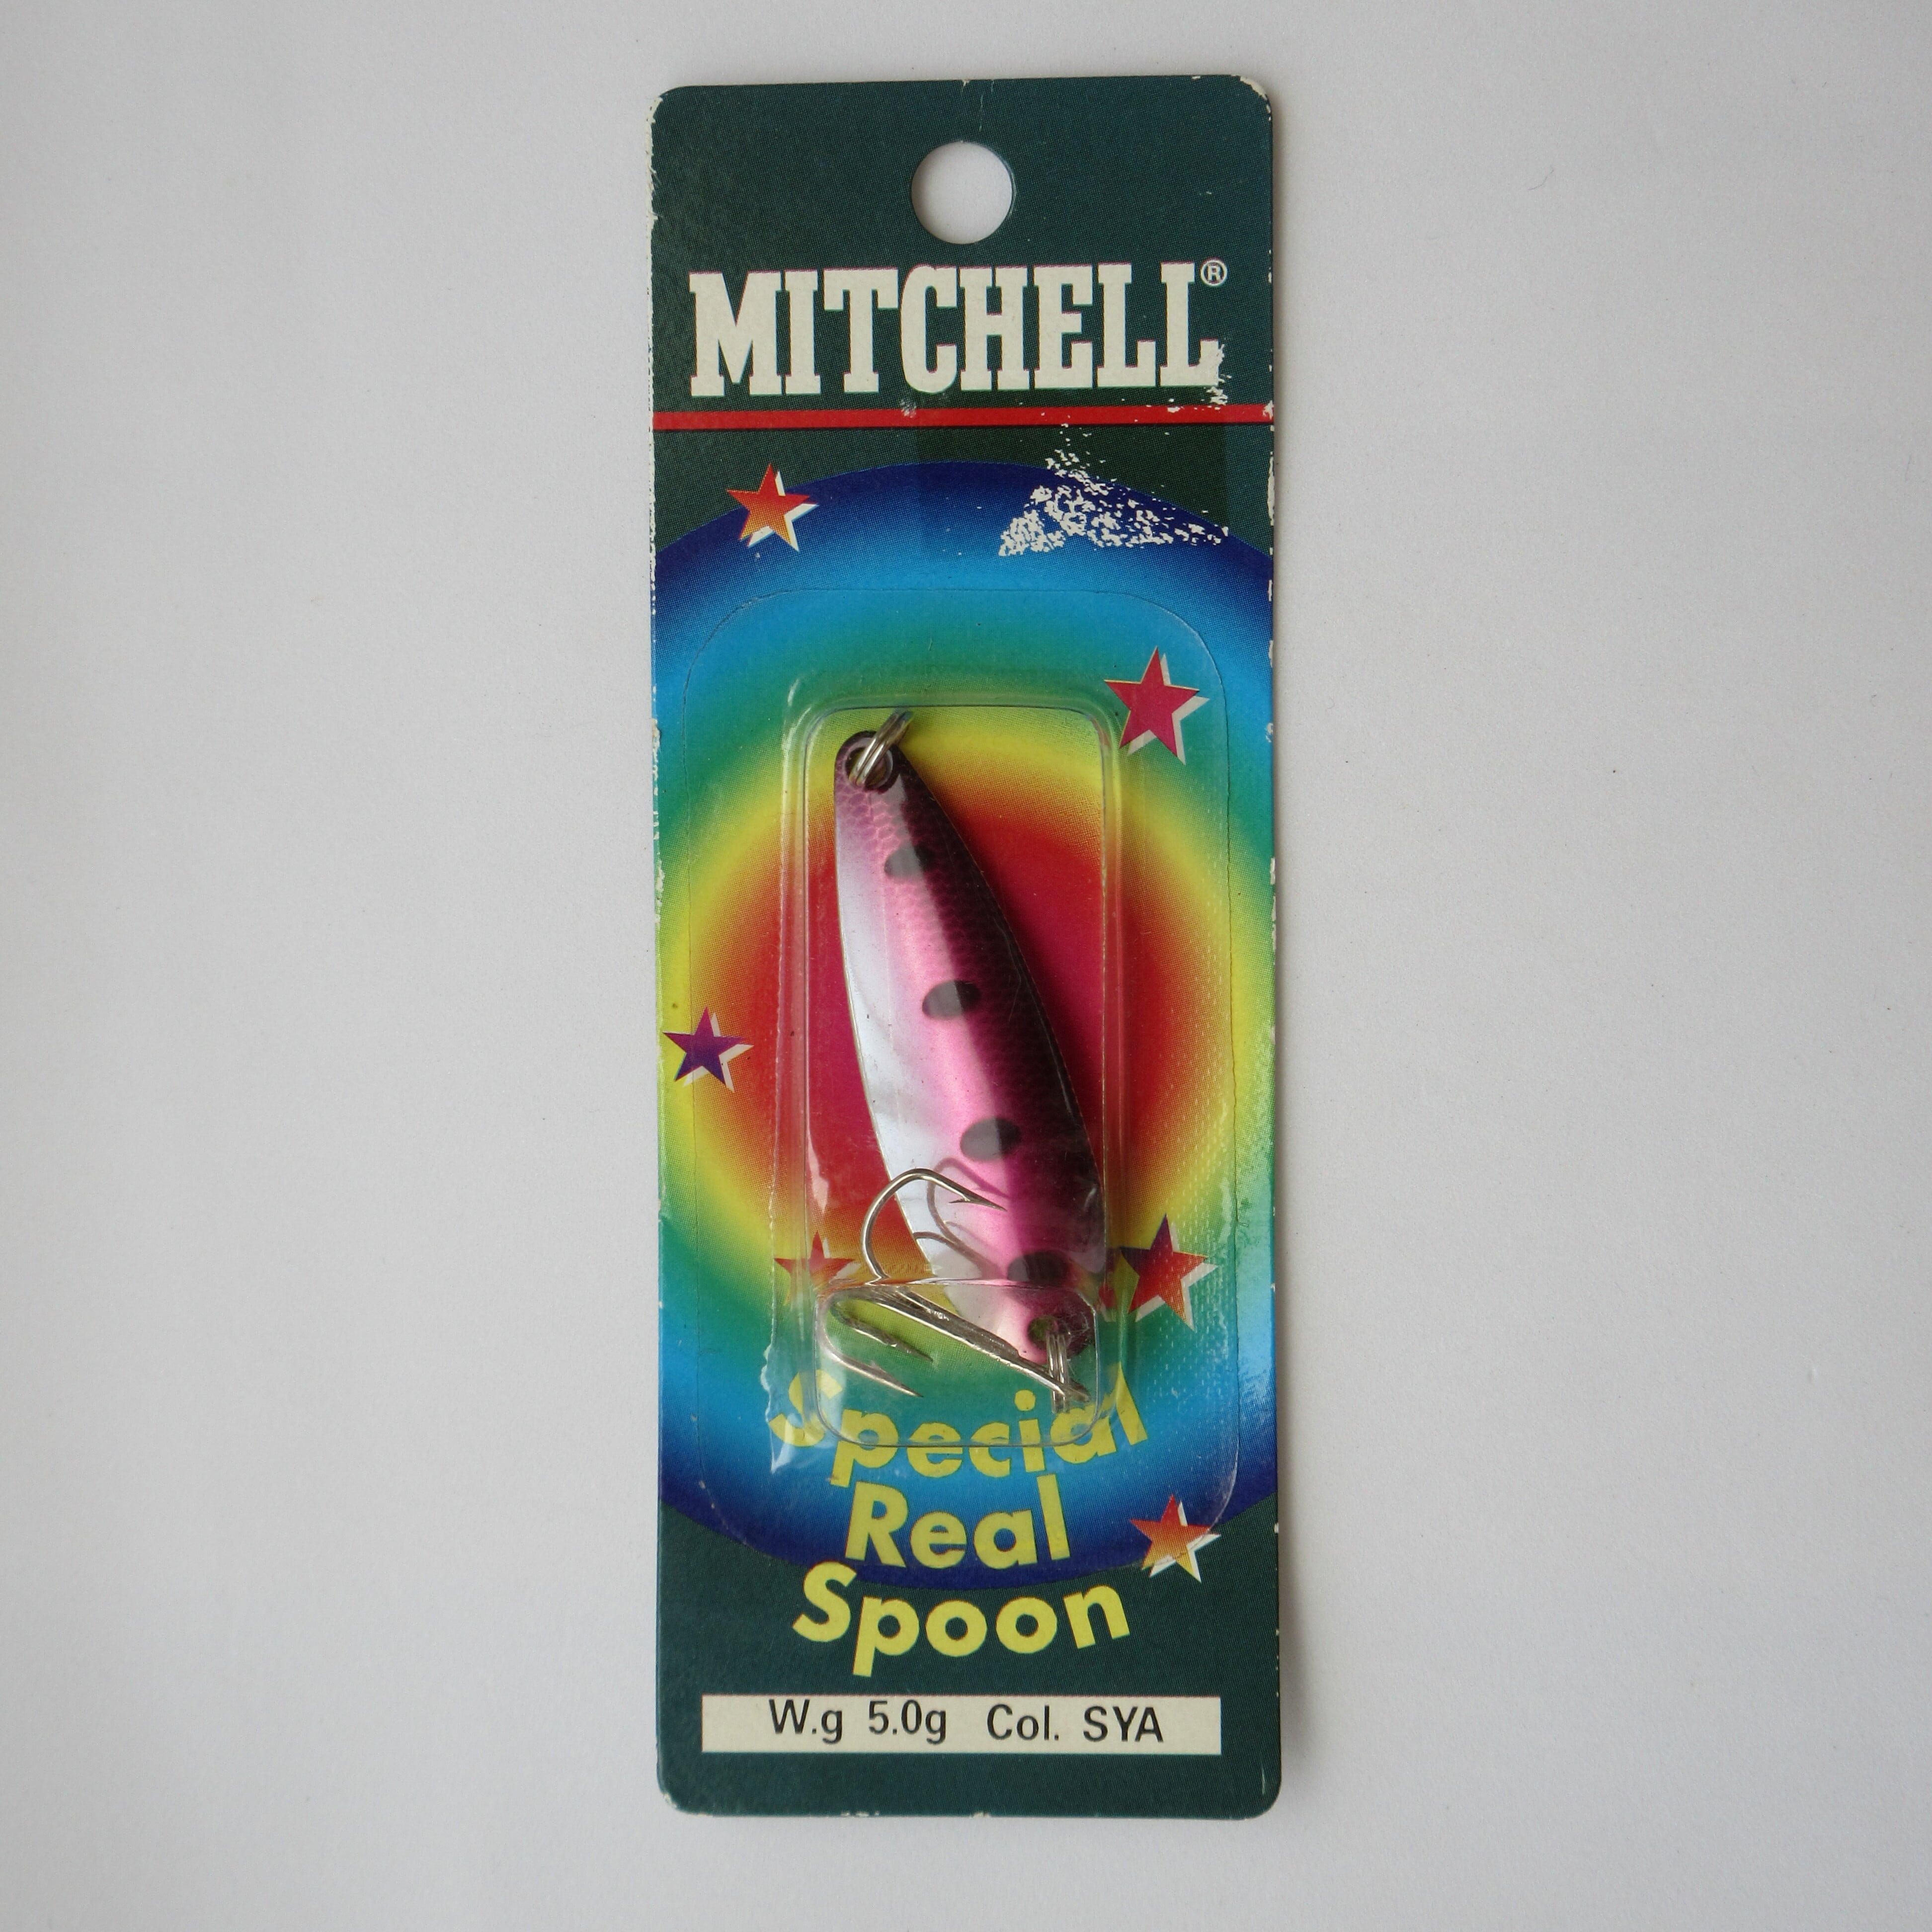 MITCHELL®
Special
Real
Spoon
W.g 5.0g Col. SYA